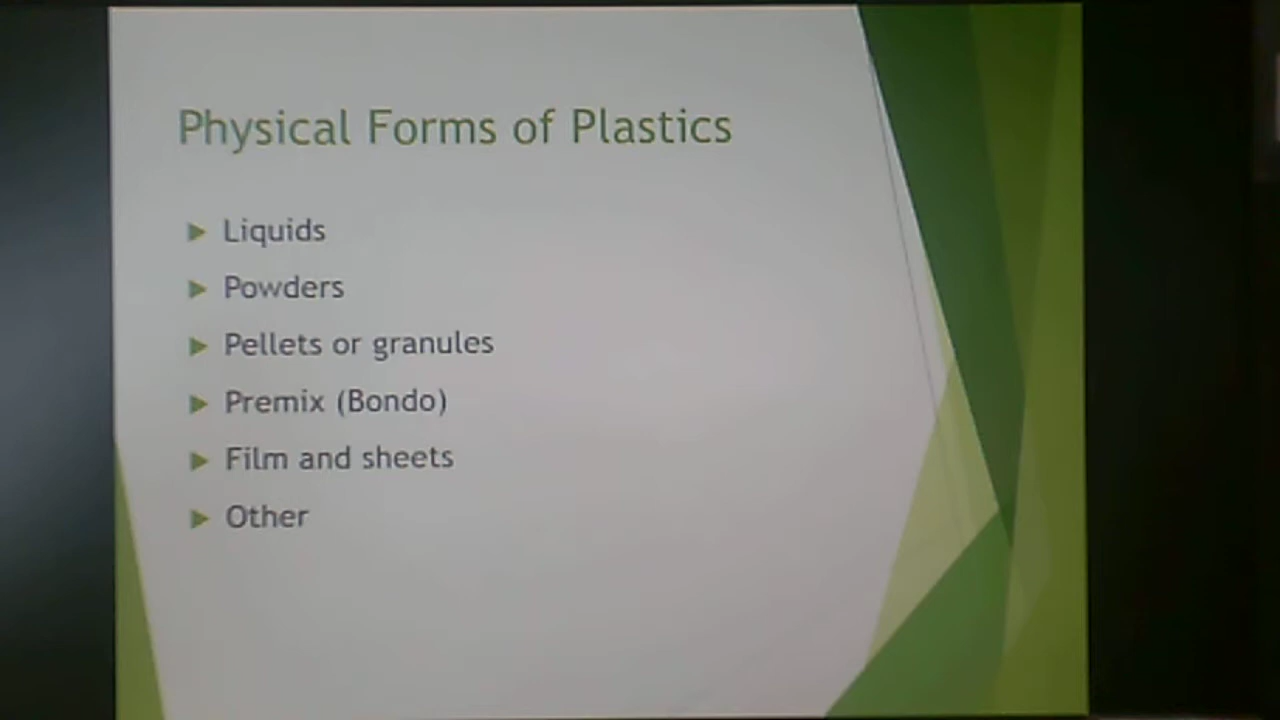 Physical Forms of Plastics
Liquids
Powders
Pellets or granules
Premix (Bondo)
Film and sheets
Other